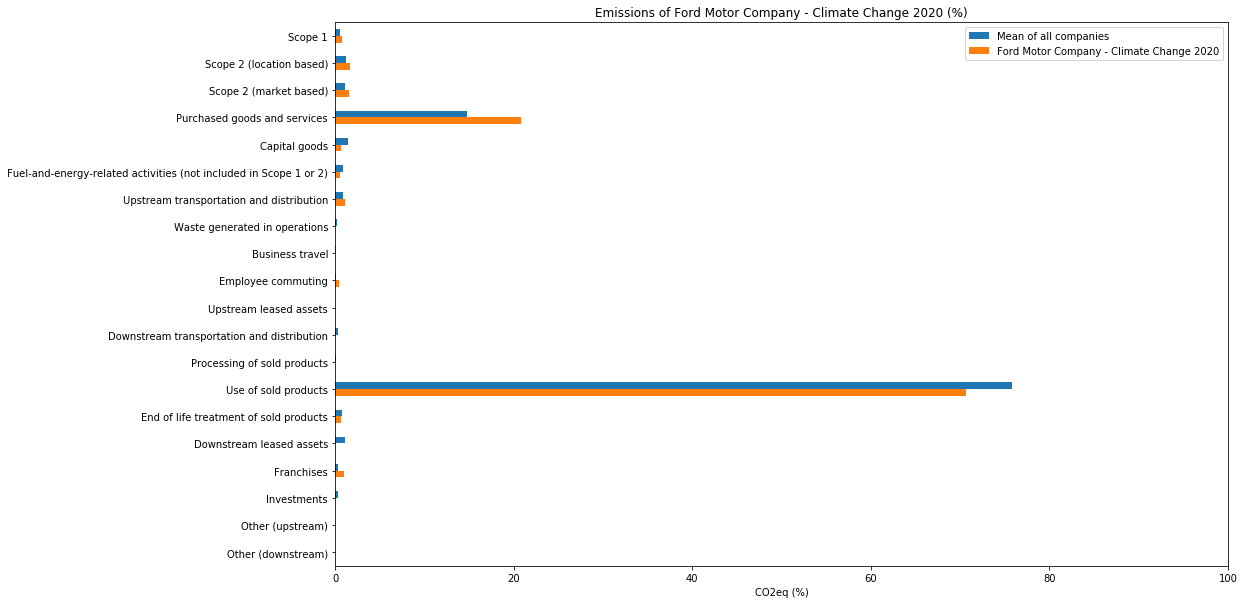 Emissions of Ford Motor Company - Climate Change 2020 (%)
Mean of all companies
Ford Motor Company - Climate Change 2020
Scope 1
Scope 2 (location based)
Scope 2 (market based)
Purchased goods and services
Capital goods
Fuel-and-energy-related activities (not included in Scope 1 or 2)
Upstream transportation and distribution
Waste generated in operations
Business travel
Employee commuting
Upstream leased assets
Downstream transportation and distribution
Processing of sold products
Use of sold products
End of life treatment of sold products
Downstream leased assets
Franchises
Investments
Other (upstream)
Other (downstream)
0 20 40 60 80 100
CO2eq (%)